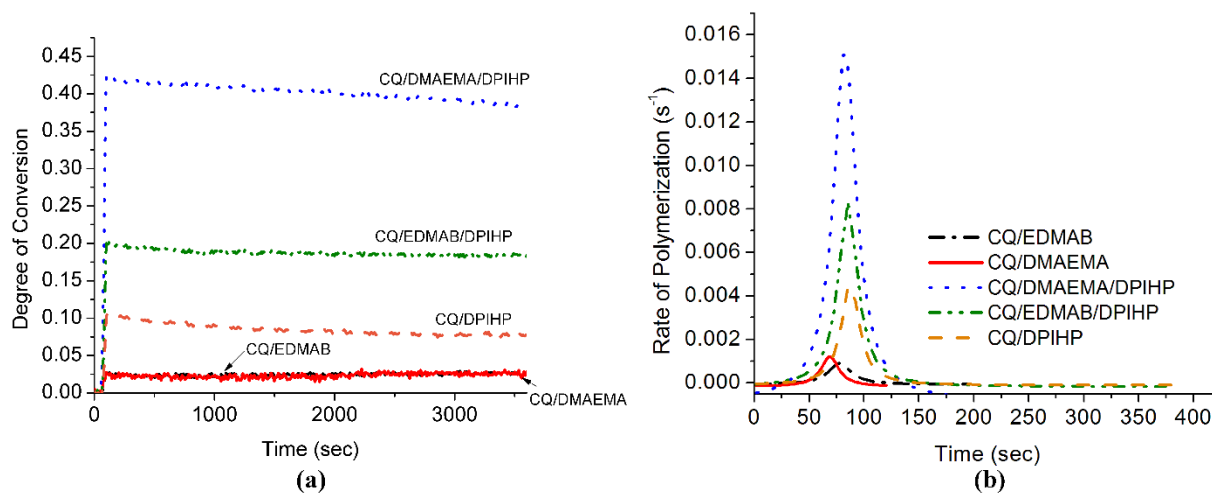 0.45
0.40
0.35
0.30
0.25
0.20
0.15
0.10
0.05
0.00
Degree of Conversion
CQ/DMAEMA/DPIHP
CQ/EDMAB/DPIHP
CQ/DPIHP
CQ/EDMAB
CQ/DMAEMA
0 1000 2000 3000
Time (sec)
(a)
0.016
0.014
0.012
0.010
0.008
0.006
0.004
0.002
0.000
Rate of Polymerization (s-1)
CQ/EDMAB
CQ/DMAEMA
CQ/DMAEMA/DPIHP
CQ/EDMAB/DPIHP
CQ/DPIHP
0 50 100 150 200 250 300 350 400
Time (sec)
(b)